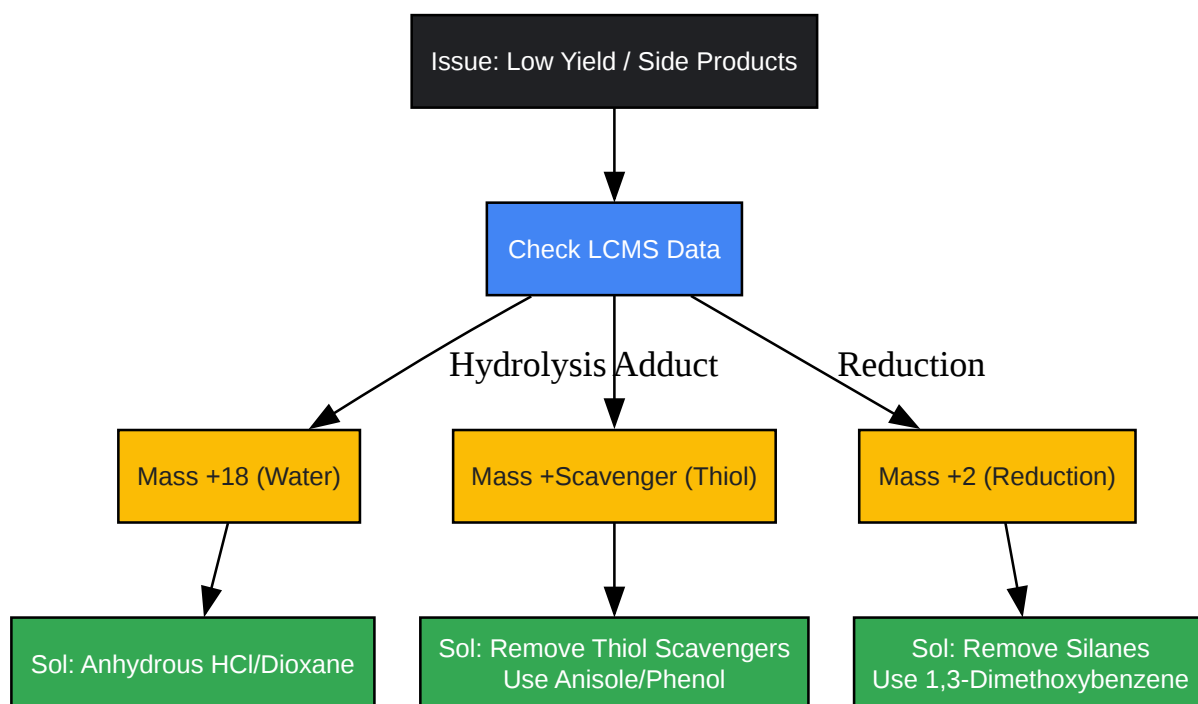 Issue: Low Yield / Side Products
Check LCMS Data
Hydrolysis
Adduct
Reduction
Mass +18 (Water)
Mass +Scavenger (Thiol)
Mass +2 (Reduction)
Sol: Anhydrous HCl/Dioxane
Sol: Remove Thiol Scavengers
Use Anisole/Phenol
Sol: Remove Silanes
Use 1,3-Dimethoxybenzene